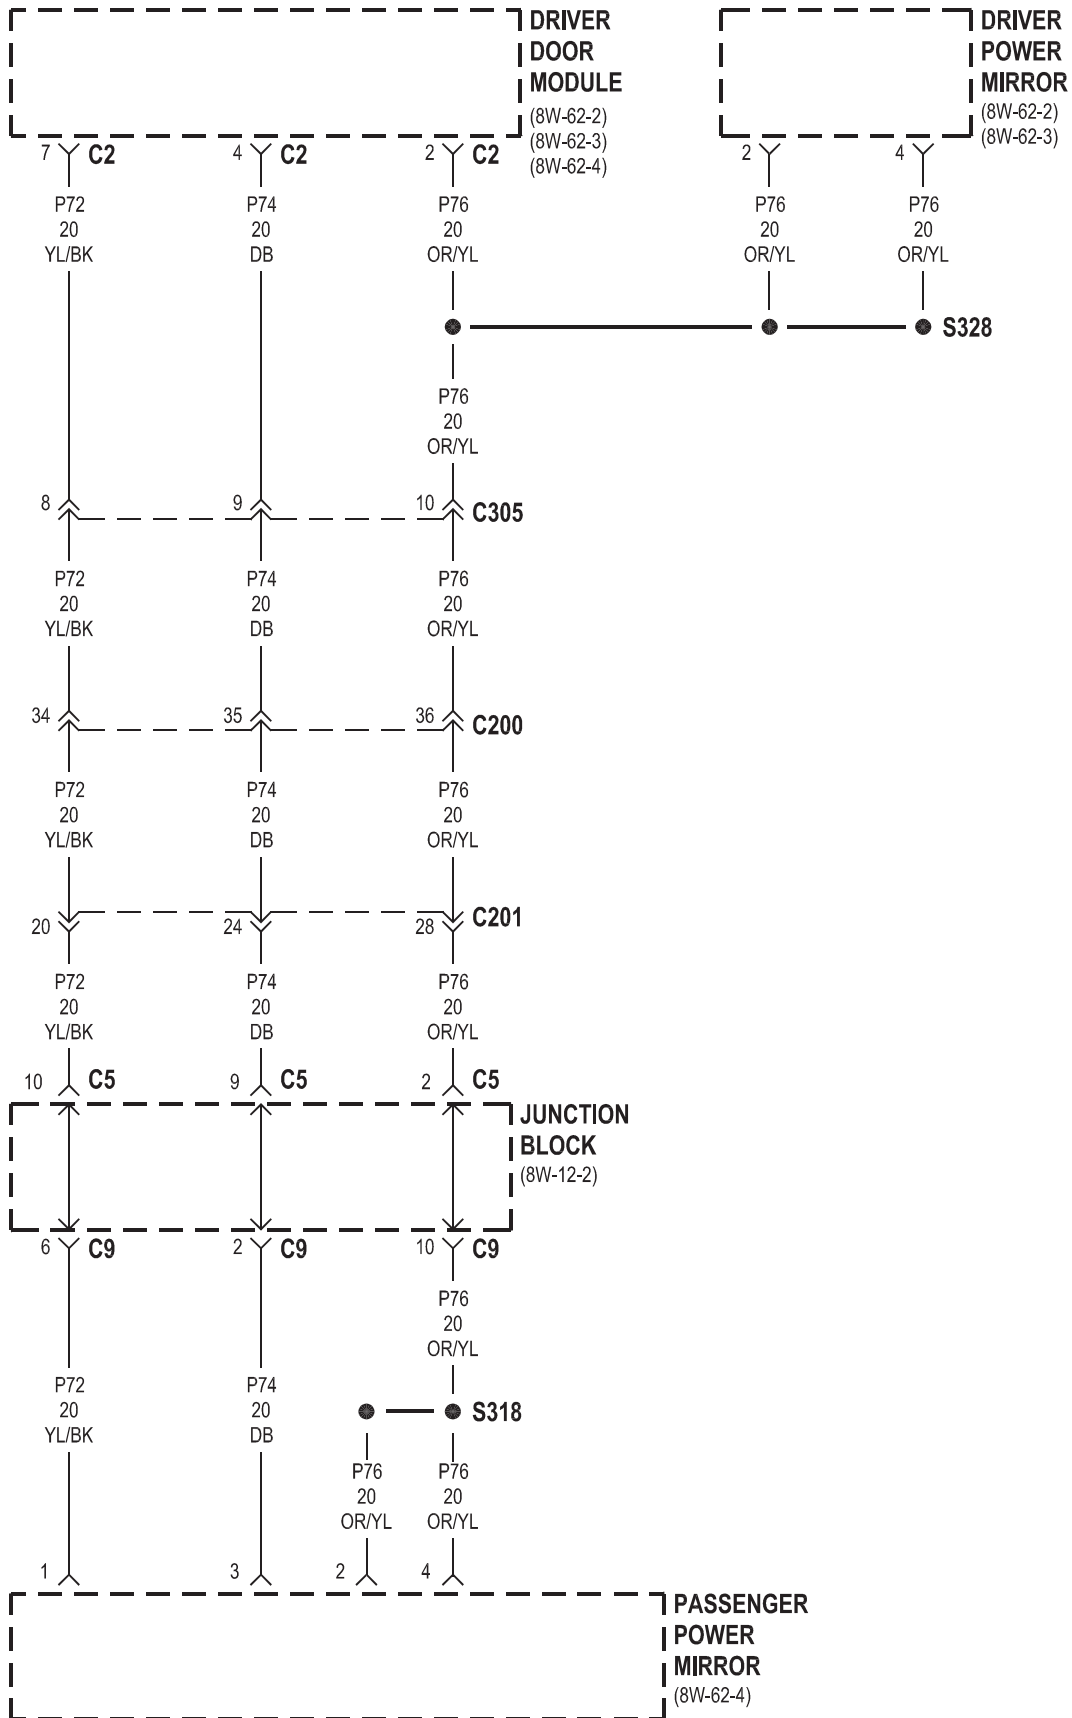 DRIVER
DOOR
MODULE
(8W-62-2)
(8W-62-3)
(8W-62-4)
DRIVER
POWER
MIRROR
(8W-62-2)
(8W-62-3)
7 C2 4 C2 2 C2 2 4
P72 P74 P76 P76 P76
20 20 20 20 20
YL/BK DB OR/YL OR/YL OR/YL
S328
P76
20
OR/YL
8 9 10 C305
P72 P74 P76
20 20 20
YL/BK DB OR/YL
34 35 36 C200
P72 P74 P76
20 20 20
YL/BK DB OR/YL
20 24 28 C201
P72 P74 P76
20 20 20
YL/BK DB OR/YL
10 C5 9 C5 2 C5
JUNCTION
BLOCK
(8W-12-2)
6 C9 2 C9 10 C9
P76
20
OR/YL
P72 P74
20 20
YL/BK DB
S318
P76 P76
20 20
OR/YL OR/YL
1 3 2 4
PASSENGER
POWER
MIRROR
(8W-62-4)